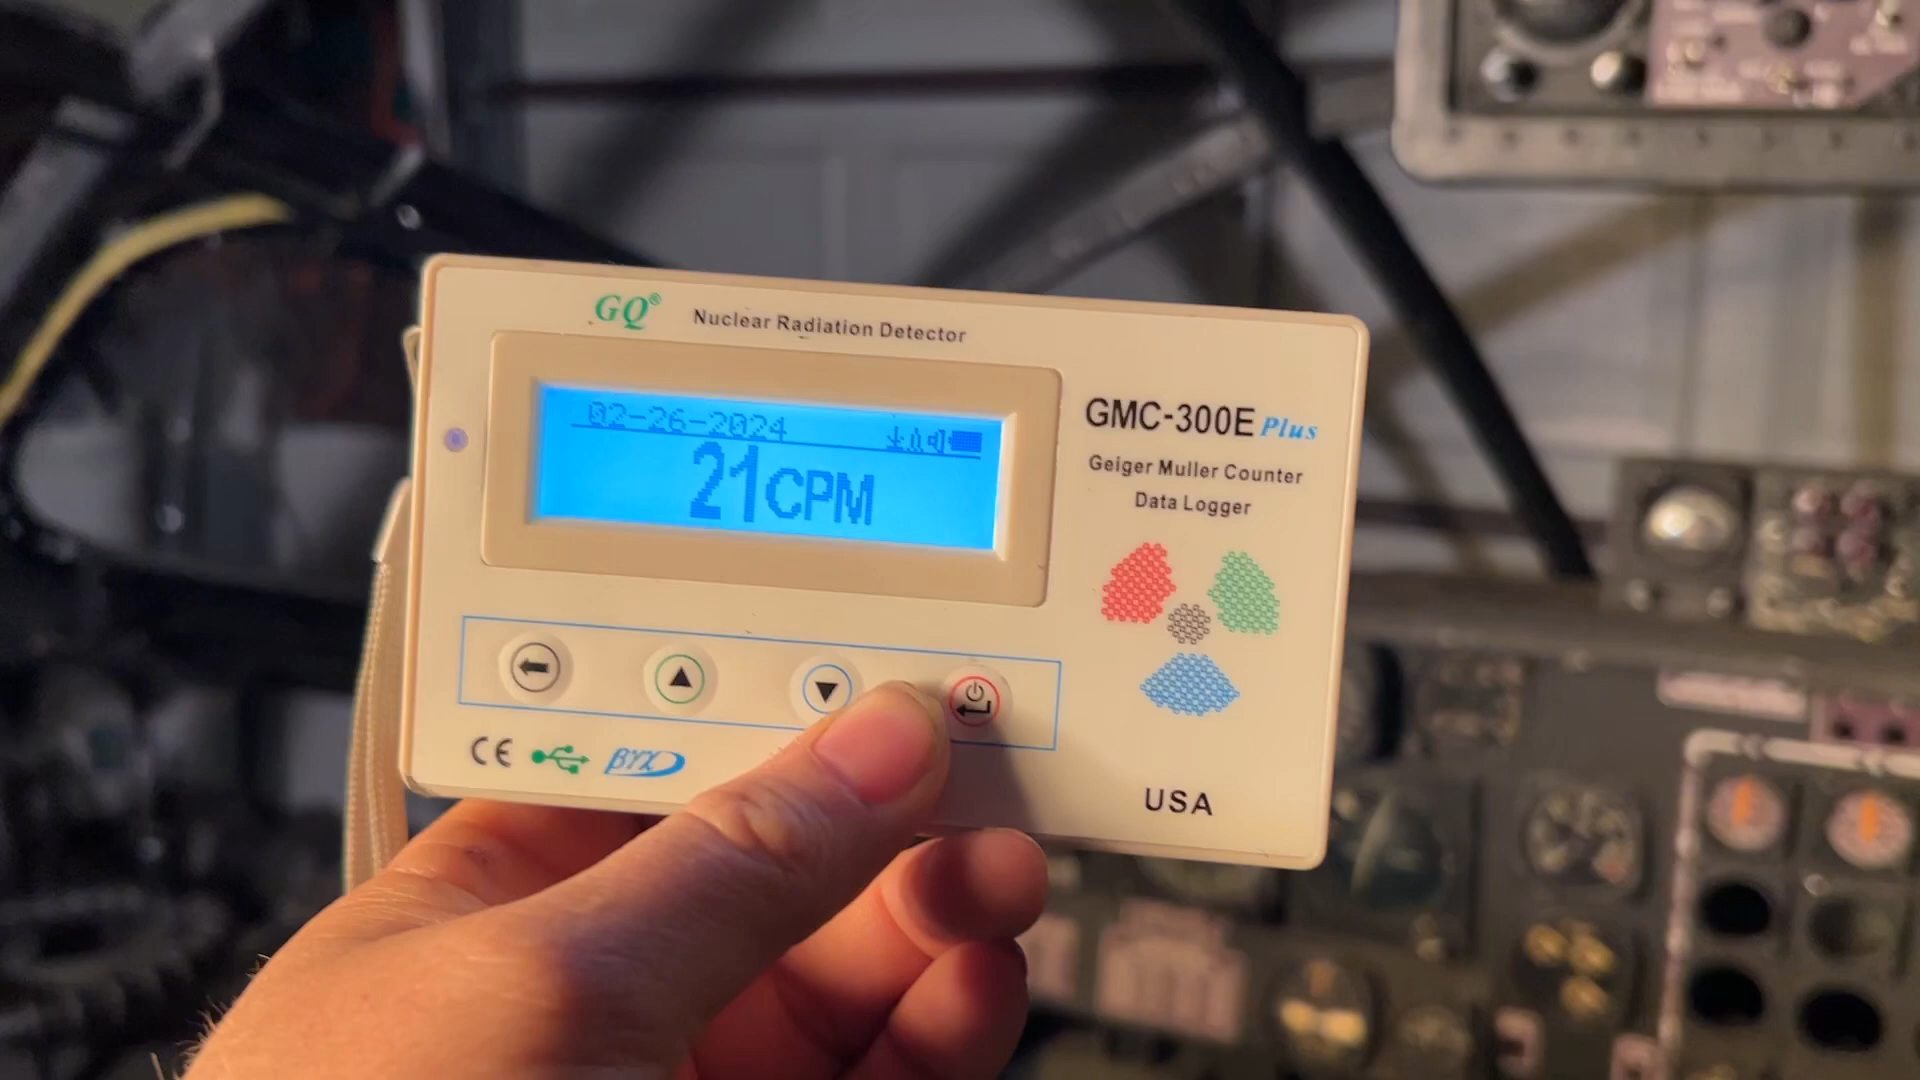 GQ® Nuclear Radiation Detector
02-26-2024
21CPM
GMC-300E Plus
Geiger Muller Counter
Data Logger
CE BYX
USA